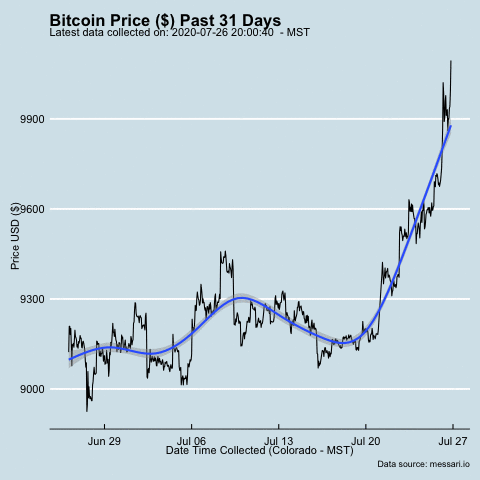 Bitcoin Price ($) Past 31 Days
Latest data collected on: 2020-07-26 20:00:40 - MST
Price USD ($)
9900
9600
9300
9000
Jun 29 Jul 06 Jul 13 Jul 20 Jul 27
Date Time Collected (Colorado - MST)
Data source: messari.io